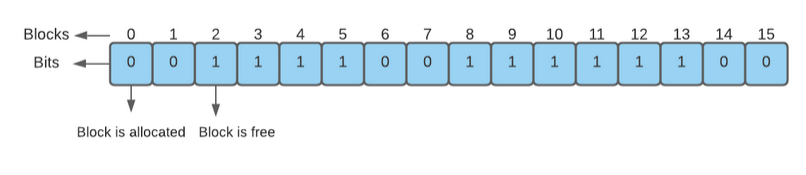 Blocks 0 1 2 3 4 5 6 7 8 9 10 11 12 13 14 15
Bits 0 0 1 1 1 1 0 0 1 1 1 1 1 1 0 0
Block is allocated Block is free